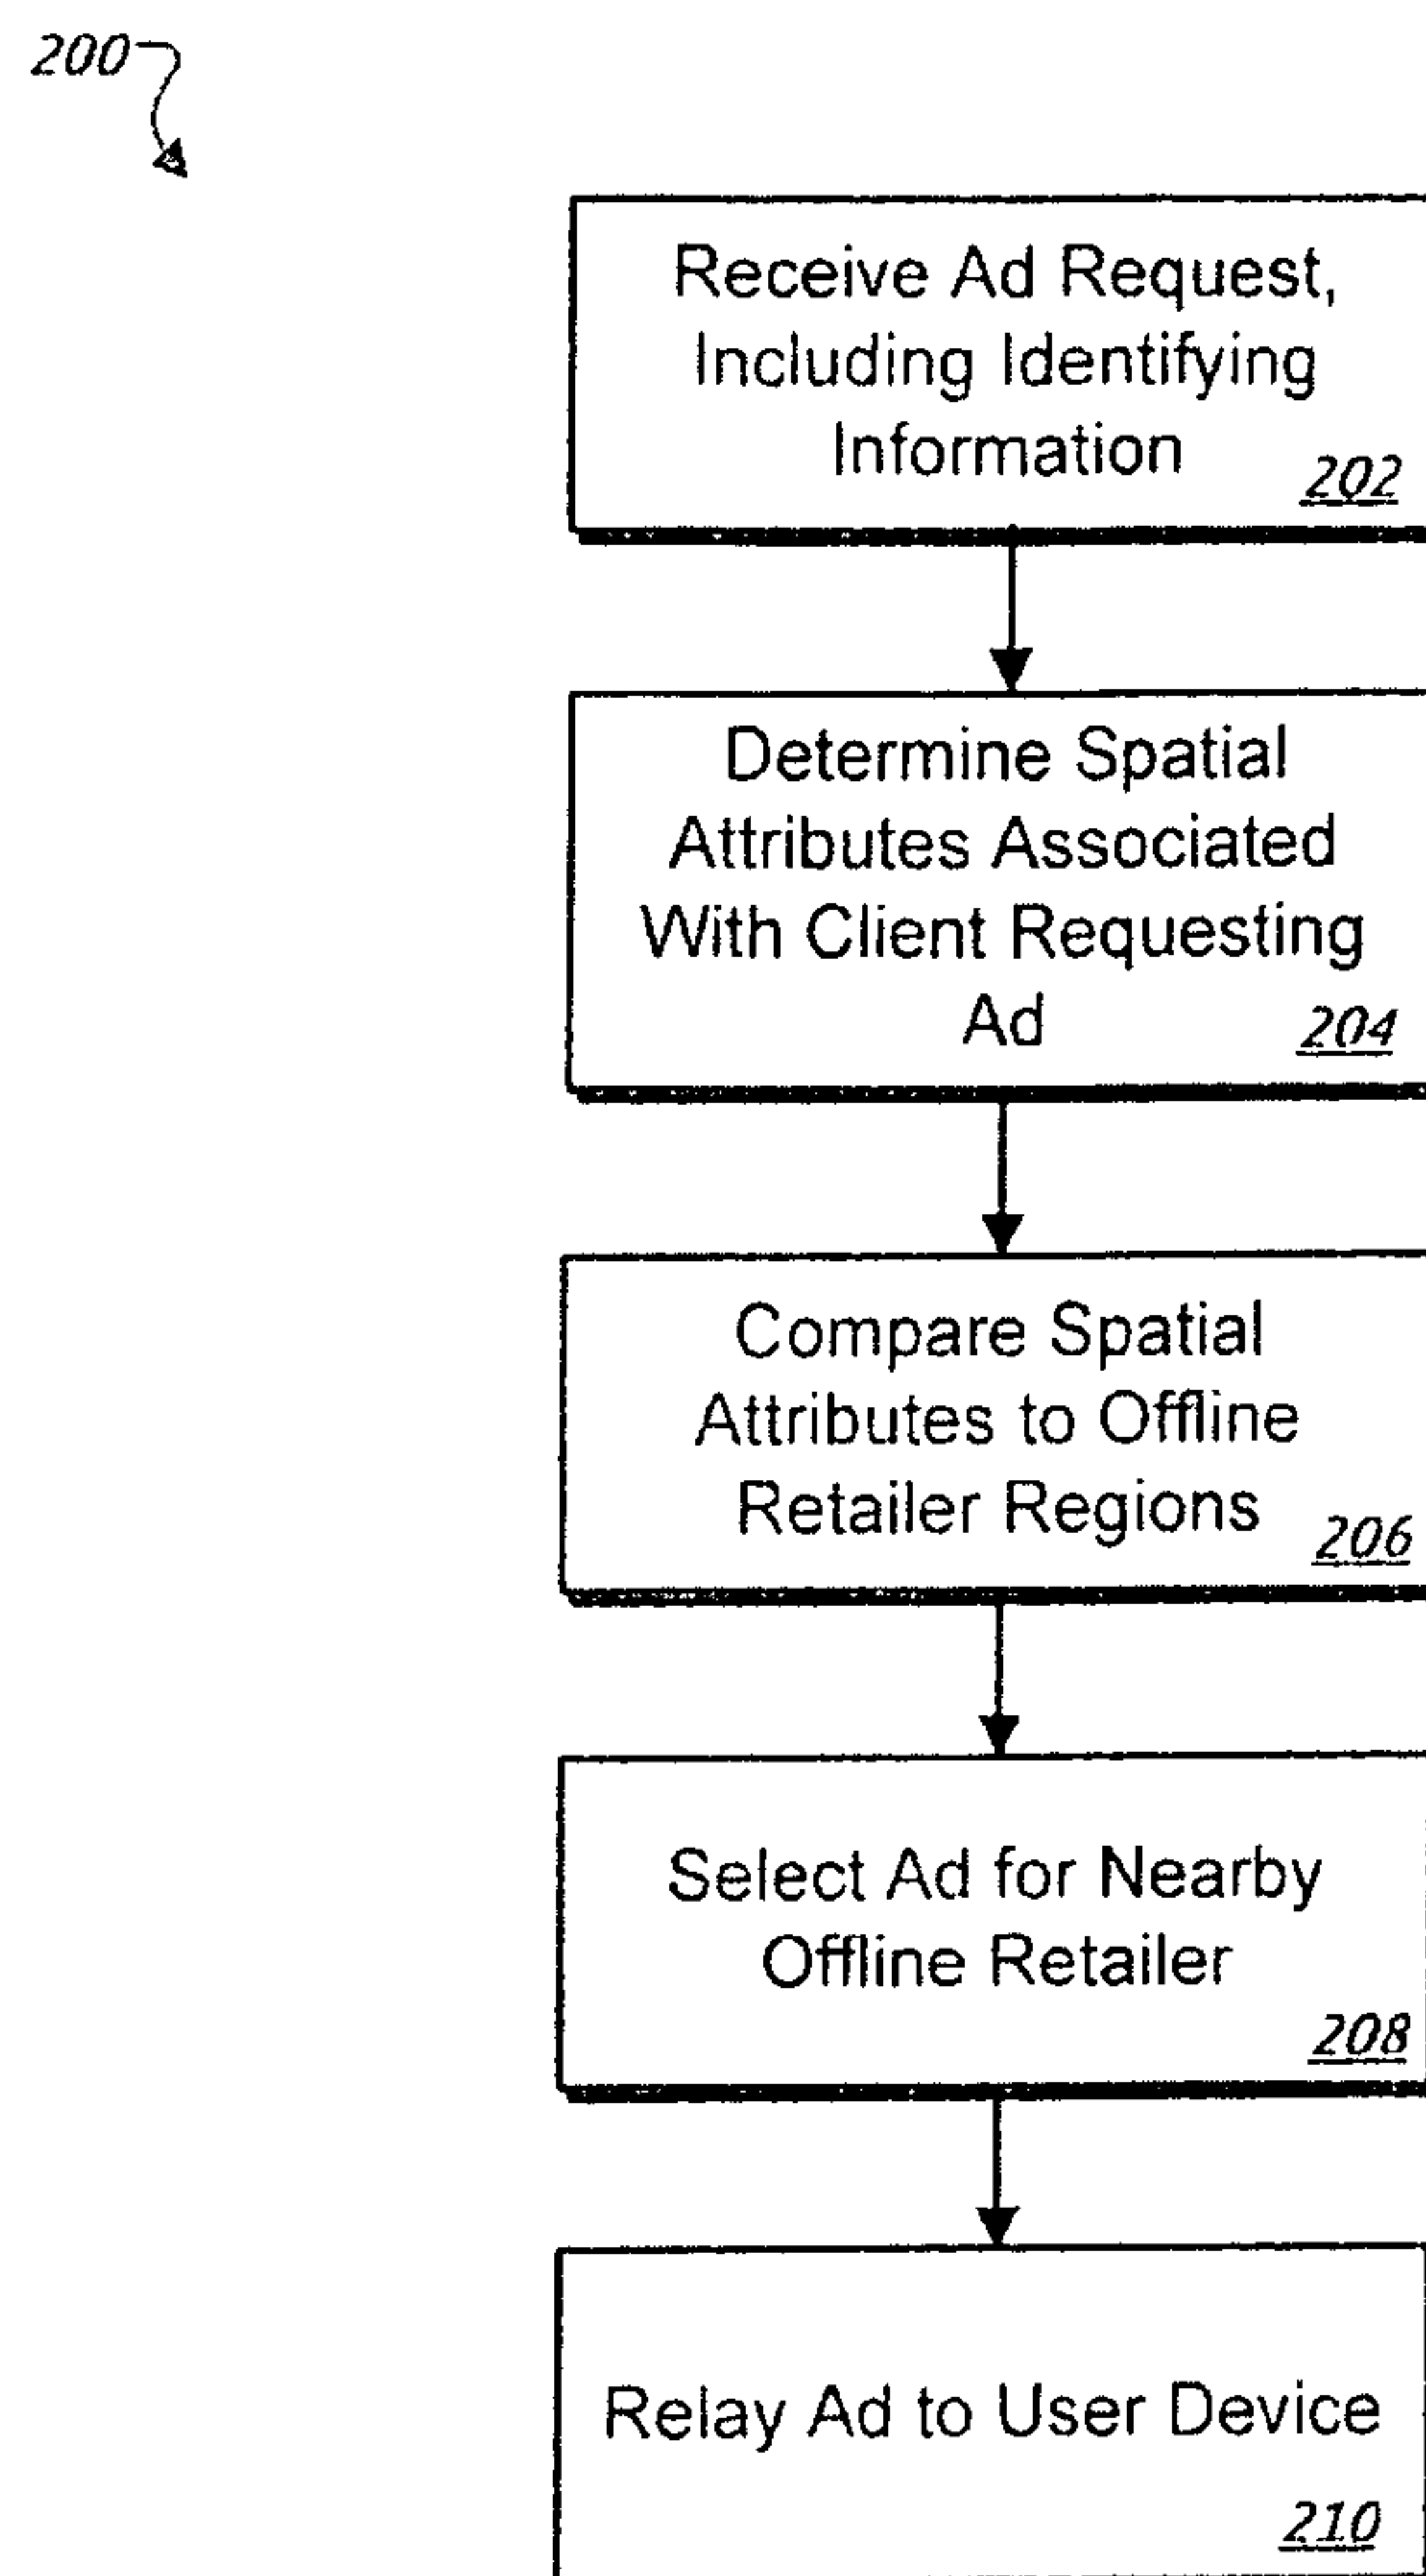 200
Receive Ad Request,
Including Identifying
Information
202
Determine Spatial
Attributes Associated
With Client Requesting
Ad
204
Compare Spatial
Attributes to Offline
Retailer Regions
206
Select Ad for Nearby
Offline Retailer
208
Relay Ad to User Device
210